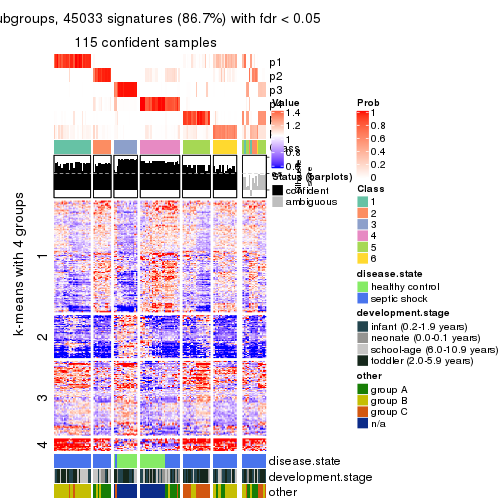 ubgroups, 45033 signatures (86.7%) with fdr < 0.05
115 confident samples
p1
p2
p3
Value
1.4
1.2
1
0.8
0.6
Prob
1
0.8
0.6
0.4
0.2
0
Status (barplots)
confident
ambiguous
Class
1
2
3
4
5
6
disease.state
healthy control
septic shock
development.stage
infant (0.2-1.9 years)
neonate (0.0-0.1 years)
school-age (6.0-10.9 years)
toddler (2.0-5.9 years)
other
group A
group B
group C
n/a
k-means with 4 groups
1
2
3
4
disease.state
development.stage
other